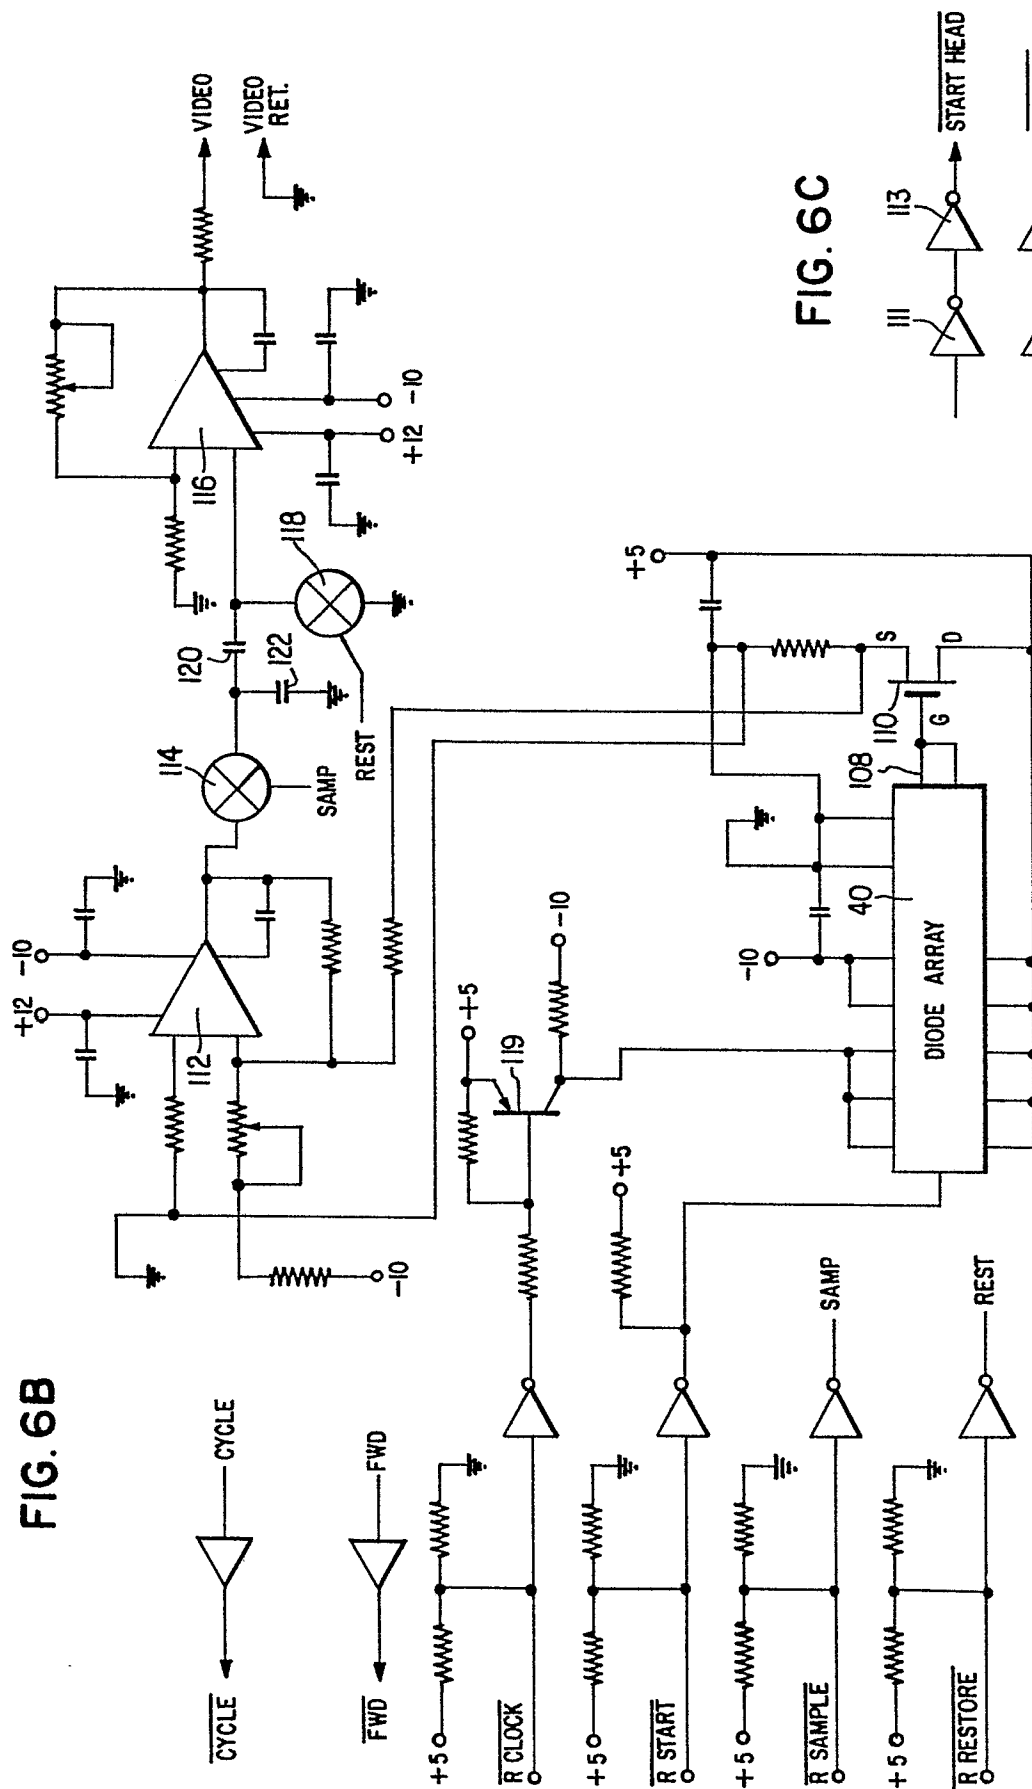 FIG. 6B
CYCLE
CYCLE
FWD
FWD
+5
R CLOCK
+5
R START
+5
R SAMPLE
SAMP
+5
R RESTORE
REST
+12
-10
112
-10
114
SAMP
120
122
REST
118
116
+12
-10
VIDEO
VIDEO
RET.
+5
119
-10
+5
-10
40
DIODE ARRAY
108
G
110
S
D
+5
FIG. 6C
111
113
START HEAD